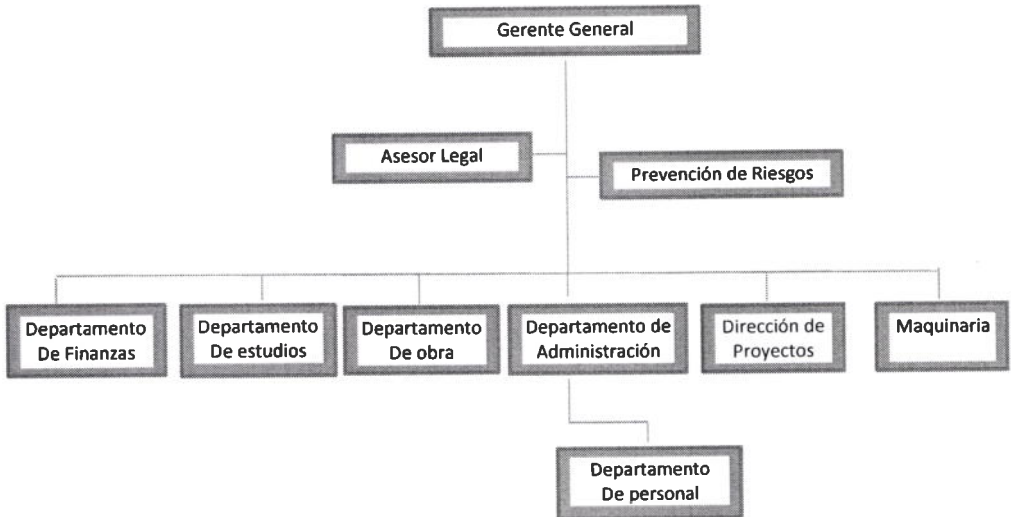 Gerente General
Asesor Legal
Prevención de Riesgos
Departamento
De Finanzas
Departamento
De estudios
Departamento
De obra
Departamento de
Administración
Dirección de
Proyectos
Maquinaria
Departamento
De personal